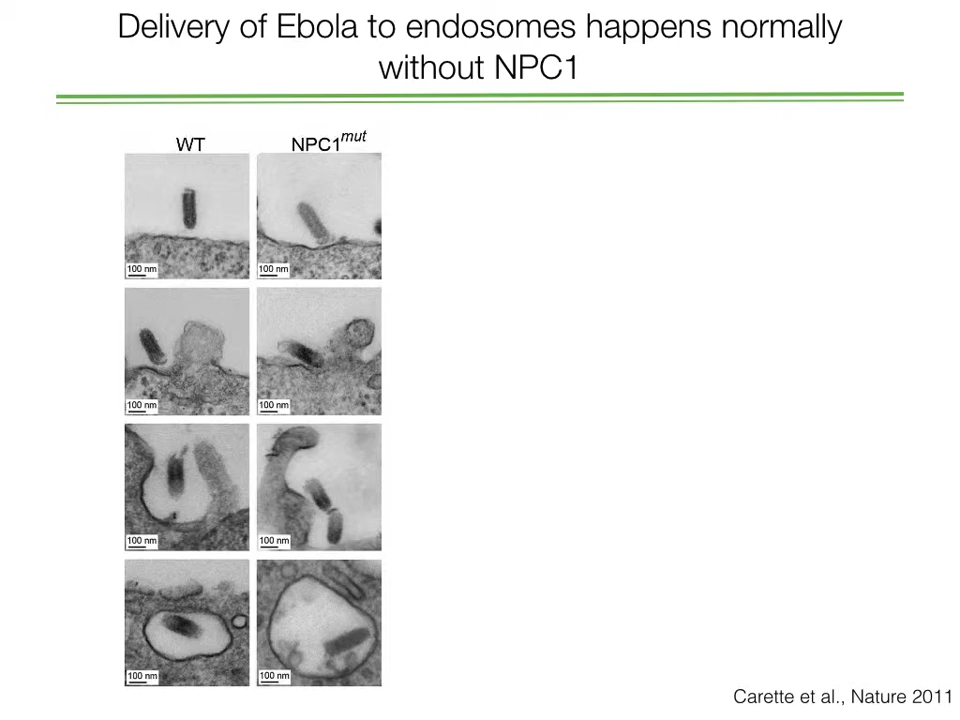 Delivery of Ebola to endosomes happens normally
without NPC1
WT NPC1mut
100 nm 100 nm
100 nm 100 nm
100 nm 100 nm
100 nm 100 nm
Carette et al., Nature 2011